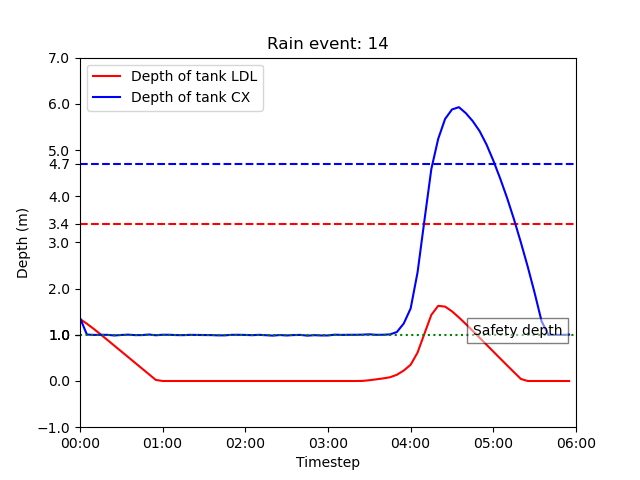 Rain event: 14
7.0
6.0
5.0
4.7
4.0
3.4
3.0
2.0
1.0
1.0
0.0
−1.0
Depth (m)
Depth of tank LDL
Depth of tank CX
Safety depth
00:00 01:00 02:00 03:00 04:00 05:00 06:00
Timestep